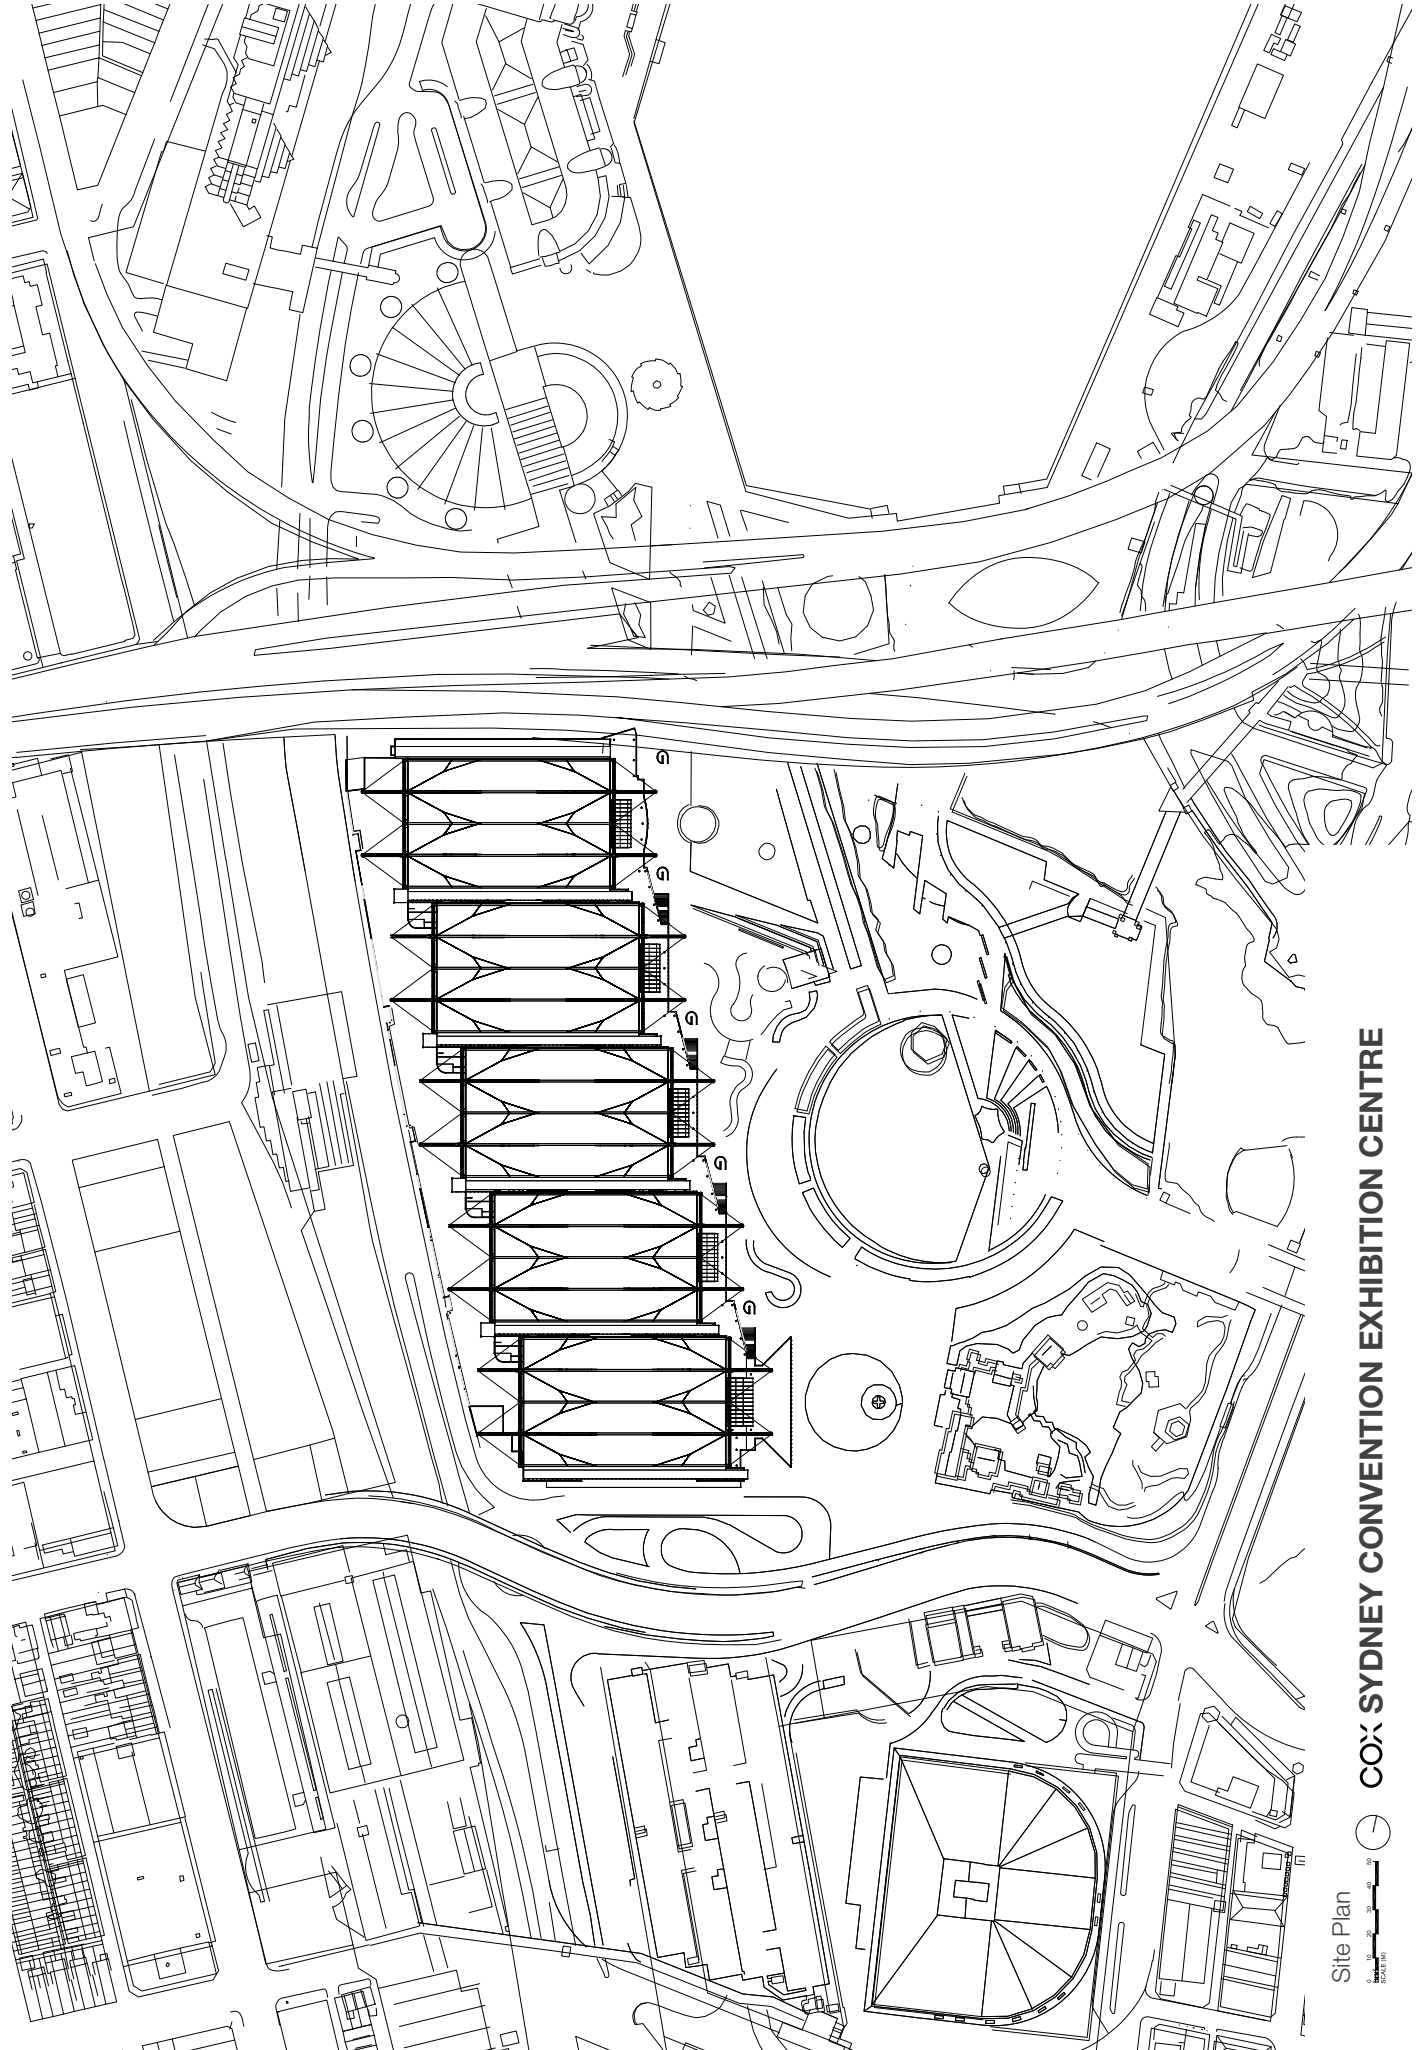 COX SYDNEY CONVENTION EXHIBITION CENTRE
Site Plan
0 10 20 30 40 50
SCALE (M)
G
G
G
G
G